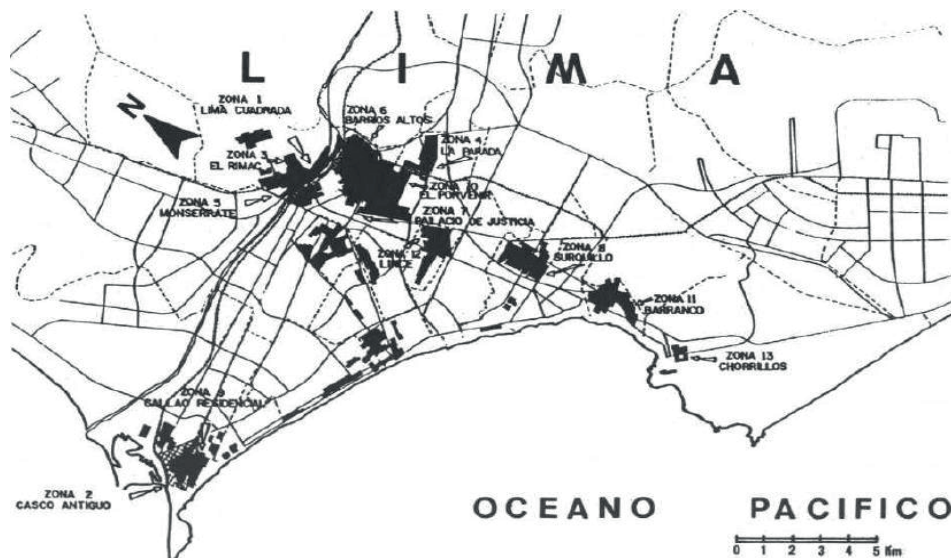 L I M A
N
ZONA 1
LIMA CUADRADA
ZONA 6
BARRIOS ALTOS
ZONA 3
EL RIMAC
ZONA 4
LA PARADA
ZONA 10
EL PORVENIR
ZONA 5
MONSERRATE
ZONA 7
PALACIO DE JUSTICIA
ZONA 12
LINCE
ZONA 8
SURQUILLO
ZONA 11
BARRANCO
ZONA 13
CHORRILLOS
ZONA 9
CALLAO RESIDENCIAL
ZONA 2
CASCO ANTIGUO
OCEANO PACIFICO
0 1 2 3 4 5 Km